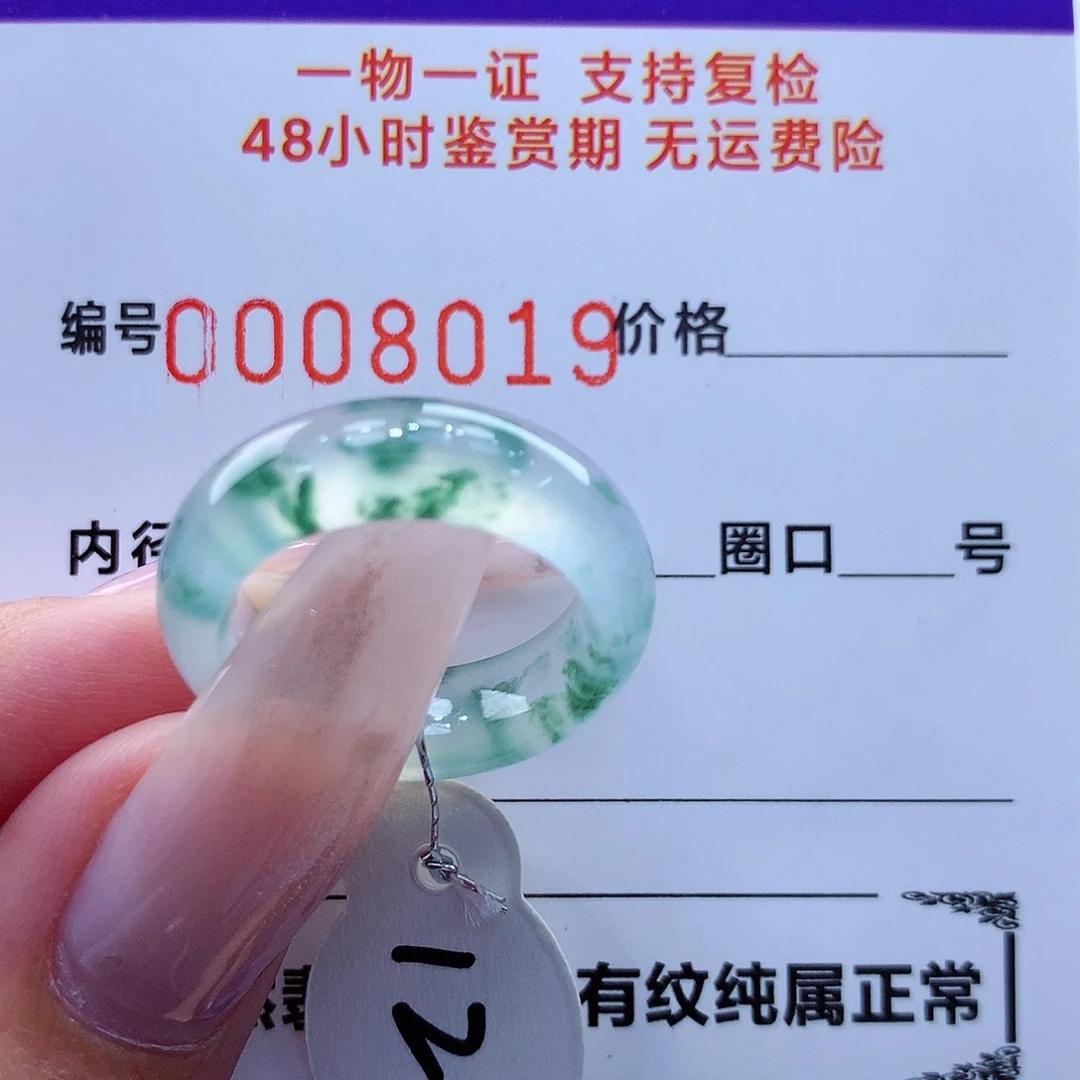 一物一证 支持复检
48小时鉴赏期 无运费险
编号0008019价格
内径 圈口 号
有纹纯属正常
12